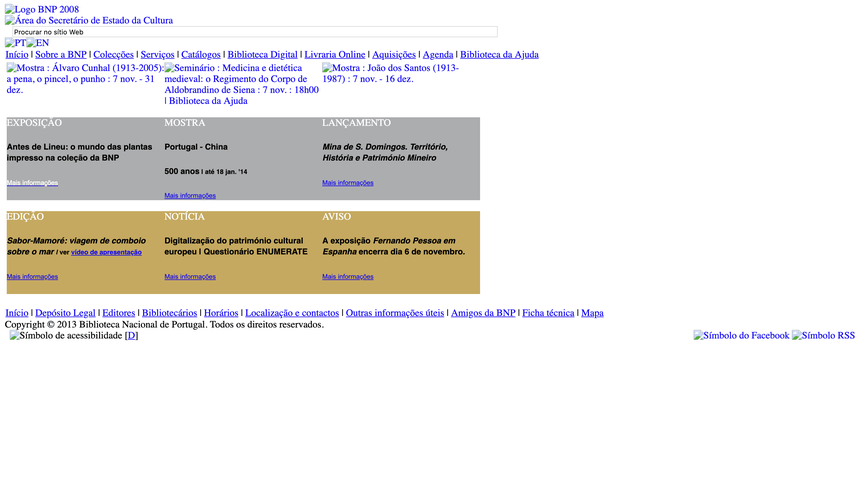 Logo BNP 2008
Área do Secretário de Estado da Cultura
Procurar no sítio Web
PT EN
Início | Sobre a BNP | Colecções | Serviços | Catálogos | Biblioteca Digital | Livraria Online | Aquisições | Agenda | Biblioteca da Ajuda
Mostra : Álvaro Cunhal (1913-2005):
a pena, o pincel, o punho : 7 nov. - 31
dez.
Seminário : Medicina e dietética
medieval: o Regimento do Corpo de
Aldobrandino de Siena : 7 nov. : 18h00
| Biblioteca da Ajuda
Mostra : João dos Santos (1913-
1987) : 7 nov. - 16 dez.
EXPOSIÇÃO
Antes de Lineu: o mundo das plantas
impresso na coleção da BNP
Mais informações
MOSTRA
Portugal - China
500 anos | até 18 jan. '14
Mais informações
LANÇAMENTO
Mina de S. Domingos. Território,
História e Património Mineiro
Mais informações
EDIÇÃO
Sabor-Mamoré: viagem de comboio
sobre o mar | ver vídeo de apresentação
Mais informações
NOTÍCIA
Digitalização do património cultural
europeu | Questionário ENUMERATE
Mais informações
AVISO
A exposição Fernando Pessoa em
Espanha encerra dia 6 de novembro.
Mais informações
Início | Depósito Legal | Editores | Bibliotecários | Horários | Localização e contactos | Outras informações úteis | Amigos da BNP | Ficha técnica | Mapa
Copyright © 2013 Biblioteca Nacional de Portugal. Todos os direitos reservados.
Símbolo de acessibilidade [D]
Símbolo do Facebook Símbolo RSS